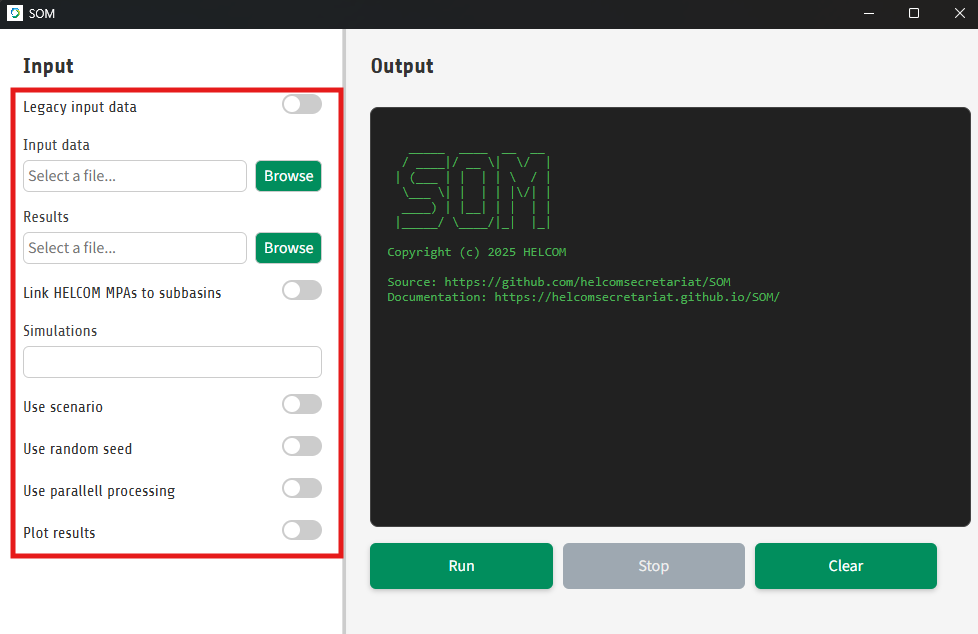 SOM
Input
Legacy input data
Input data
Select a file...
Browse
Results
Select a file...
Browse
Link HELCOM MPAs to subbasins
Simulations
Use scenario
Use random seed
Use parallell processing
Plot results
Output
SOM
Copyright (c) 2025 HELCOM
Source: https://github.com/helcomsecretariat/SOM
Documentation: https://helcomsecretariat.github.io/SOM/
Run
Stop
Clear